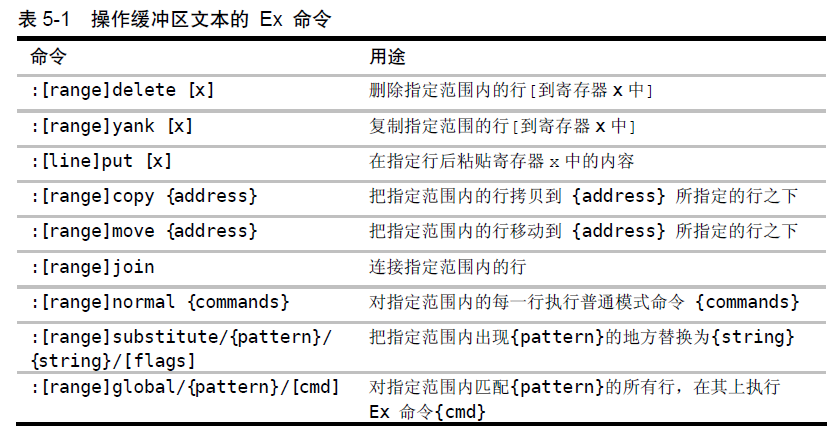 表 5-1 操作缓冲区文本的 Ex 命令
命令 用途
:[range]delete [x] 删除指定范围内的行[到寄存器 x 中]
:[range]yank [x] 复制指定范围的行[到寄存器 x 中]
:[line]put [x] 在指定行后粘贴寄存器 x 中的内容
:[range]copy {address} 把指定范围内的行拷贝到 {address} 所指定的行之下
:[range]move {address} 把指定范围内的行移动到 {address} 所指定的行之下
:[range]join 连接指定范围内的行
:[range]normal {commands} 对指定范围内的每一行执行普通模式命令 {commands}
:[range]substitute/{pattern}/ 把指定范围内出现{pattern}的地方替换为{string}
{string}/[flags]
:[range]global/{pattern}/[cmd] 对指定范围内匹配{pattern}的所有行，在其上执行
Ex 命令{cmd}